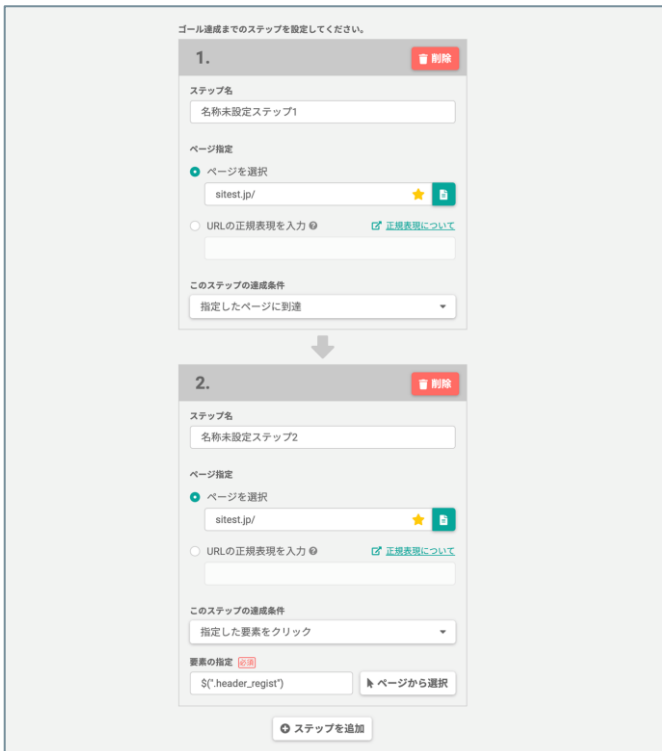 ゴール達成までのステップを設定してください。
1.
削除
ステップ名
名称未設定ステップ1
ページ指定
ページを選択
sitest.jp/
URLの正規表現を入力
正規表現について
このステップの達成条件
指定したページに到達
2.
削除
ステップ名
名称未設定ステップ2
ページ指定
ページを選択
sitest.jp/
URLの正規表現を入力
正規表現について
このステップの達成条件
指定した要素をクリック
要素の指定 必須
$(".header_regist")
ページから選択
ステップを追加